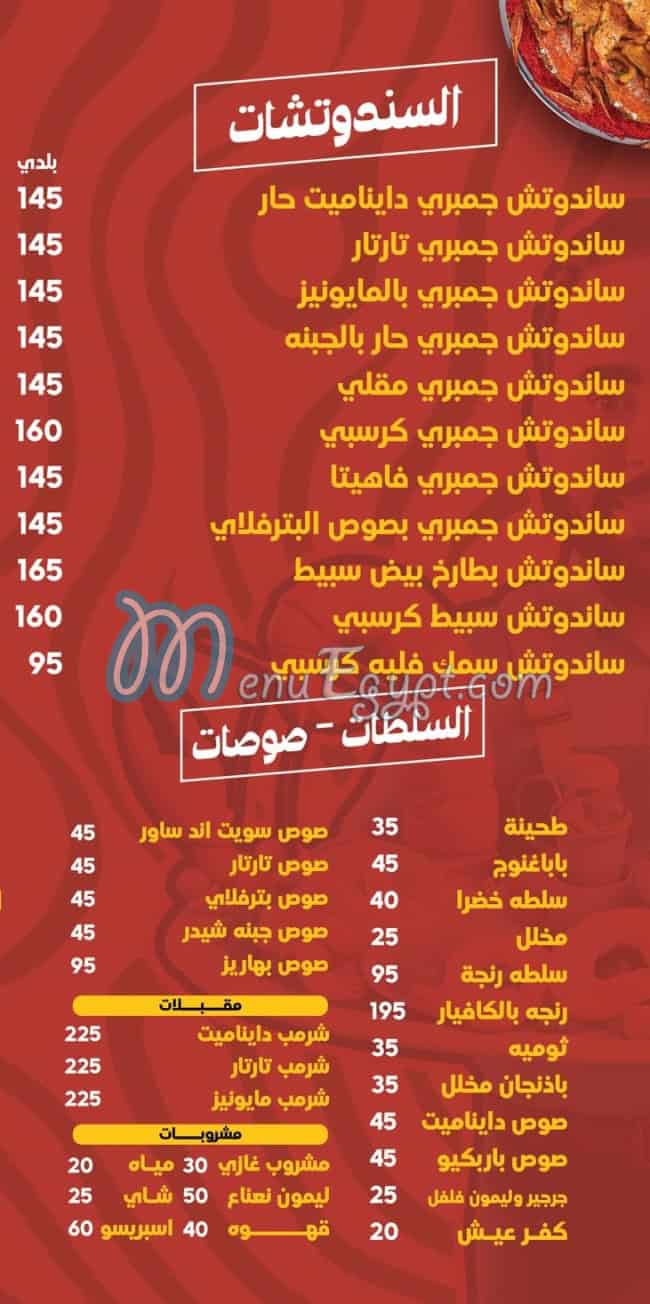 السندوتشات
بلدي
ساندوتش جمبري دايناميت حار 145
ساندوتش جمبري تارتار 145
ساندوتش جمبري بالمايونيز 145
ساندوتش جمبري حار بالجبنه 145
ساندوتش جمبري مقلي 145
ساندوتش جمبري كرسبي 160
ساندوتش جمبري فاهيتا 145
ساندوتش جمبري بصوص البترفلاي 145
ساندوتش بطارخ بيض سبيط 165
ساندوتش سبيط كرسبي 160
ساندوتش سمك فليه كرسبي 95
MenuEgypt.com
السلطات - صوصات
طحينة 35
باباغنوج 45
سلطه خضرا 40
مخلل 25
سلطه رنجة 95
رنجه بالكافيار 195
ثوميه 35
باذنجان مخلل 35
صوص دايناميت 45
صوص باربكيو 45
جرجير وليمون فلفل 25
كفر عيش 20
صوص سويت اند ساور 45
صوص تارتار 45
صوص بترفلاي 45
صوص جبنه شيدر 45
صوص بهاريز 95
مقبلات
شرمب دايناميت 225
شرمب تارتار 225
شرمب مايونيز 225
مشروبات
مشروب غازي 30 مياه 20
ليمون نعناع 50 شاي 25
قهوه 40 اسبريسو 60